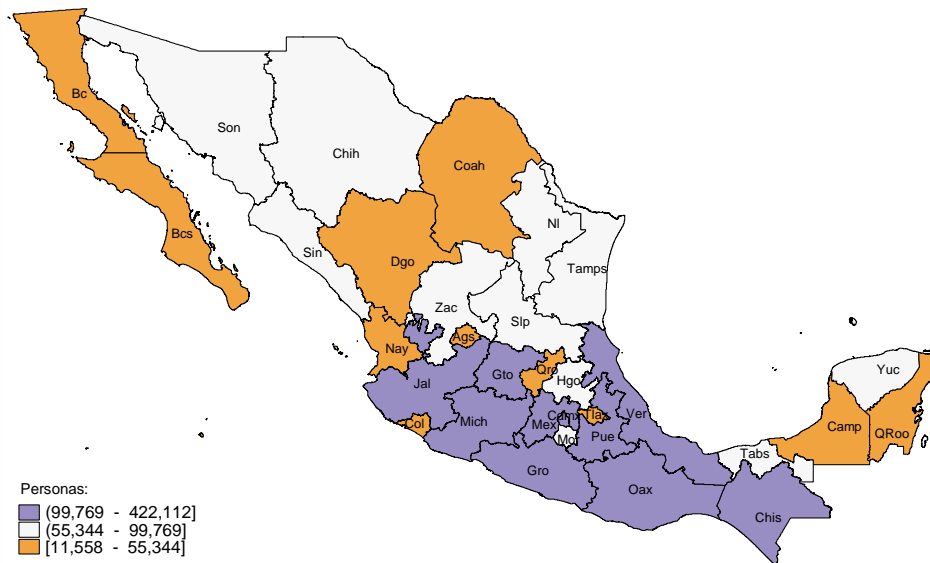 Bc
Son
Chih
Coah
Bcs
Nl
Sin
Dgo
Tamps
Zac
Slp
Ags
Nay
Yuc
Qro
Gto
Hgo
Jal
Cdmx
Tlax
Ver
Col
Mich
Mex
Camp
QRoo
Mo
Pue
Tabs
Gro
Oax
Chis
Personas:
(99,769 - 422,112]
(55,344 - 99,769]
[11,558 - 55,344]